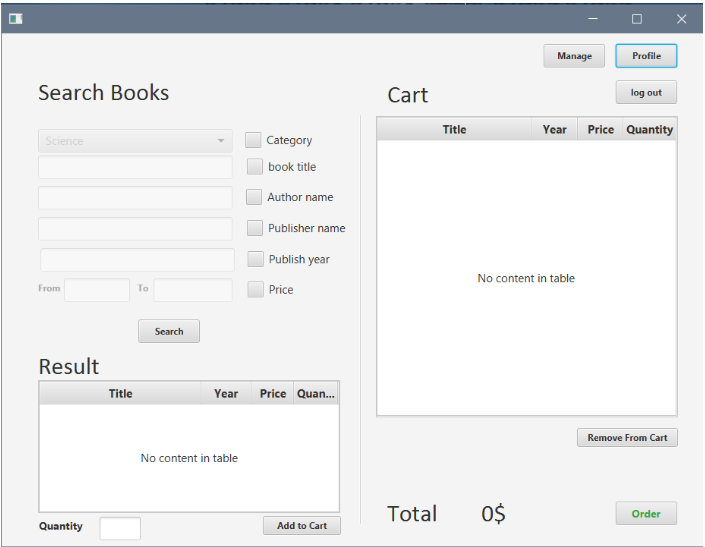 Manage Profile
Search Books
Cart
log out
Science
Category
book title
Author name
Publisher name
Publish year
From To Price
Search
Result
Title Year Price Quan...
No content in table
Quantity Add to Cart
Title Year Price Quantity
No content in table
Remove From Cart
Total 0$ Order